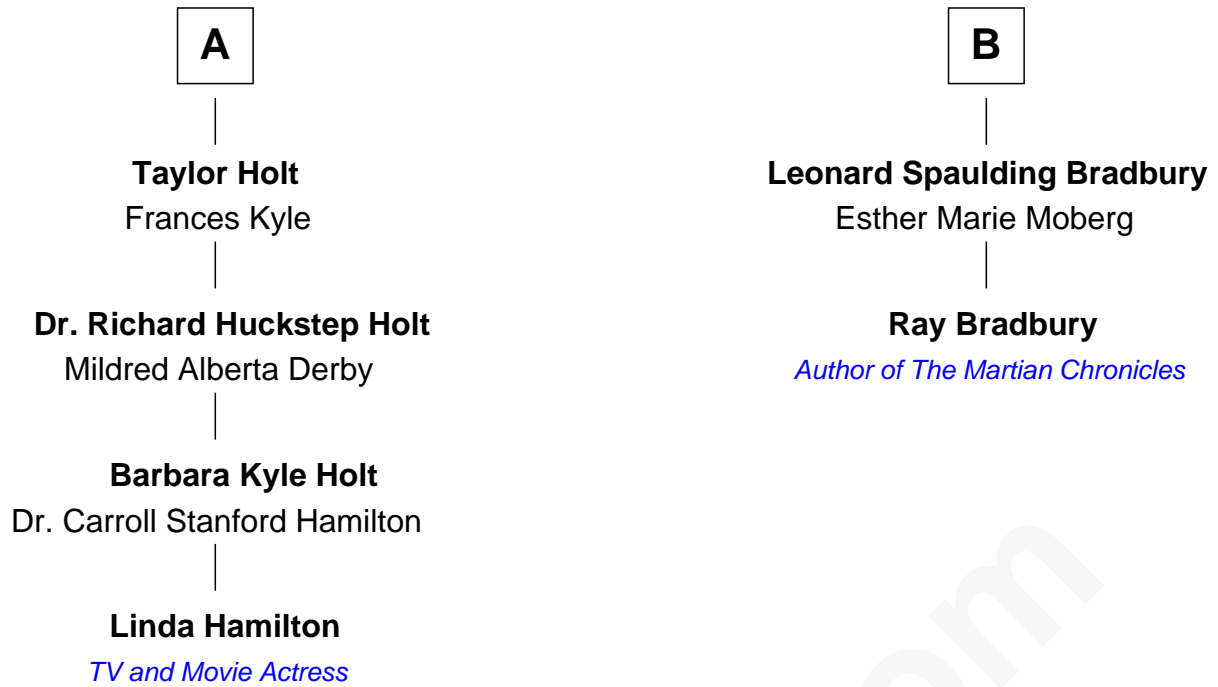 A
Taylor Holt
Frances Kyle
Dr. Richard Huckstep Holt
Mildred Alberta Derby
Barbara Kyle Holt
Dr. Carroll Stanford Hamilton
Linda Hamilton
TV and Movie Actress
B
Leonard Spaulding Bradbury
Esther Marie Moberg
Ray Bradbury
Author of The Martian Chronicles
om